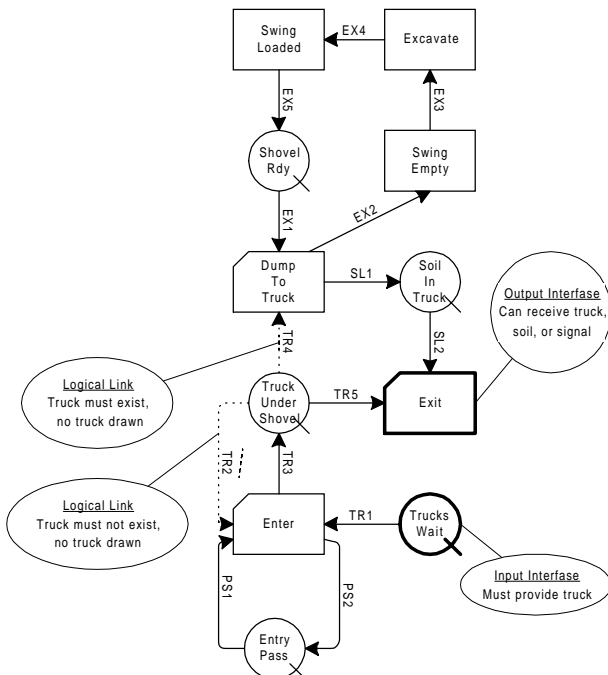 Swing
Loaded
EX4
Excavate
EX5
EX3
Shovel
Rdy
Swing
Empty
EX1
EX2
Dump
To
Truck
SL1
Soil
In
Truck
Output Interfase
Can receive truck,
soil, or signal
SL2
TR4
Logical Link
Truck must exist,
no truck drawn
Truck
Under
Shovel
TR5
Exit
TR2
TR3
Logical Link
Truck must not exist,
no truck drawn
Enter
TR1
Trucks
Wait
Input Interfase
Must provide truck
PS1
PS2
Entry
Pass